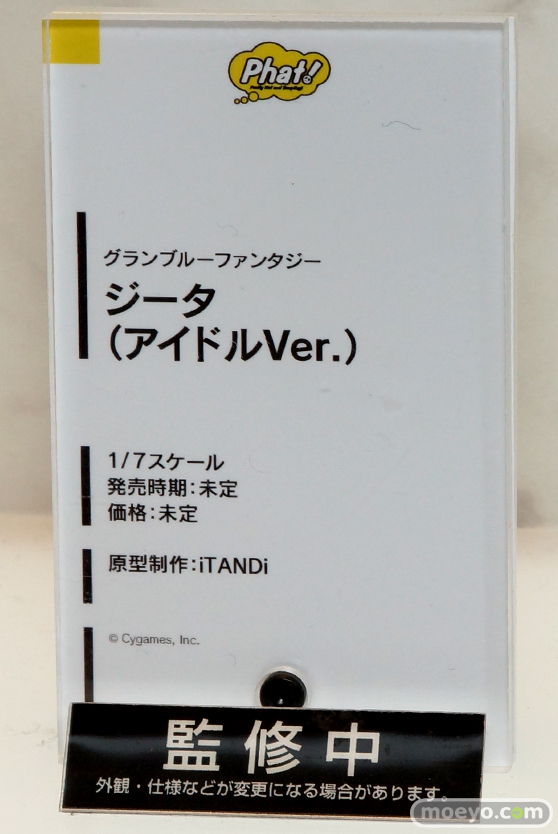 Phat!
グランブルーファンタジー
ジータ
(アイドルVer.)
1/7スケール
発売時期:未定
価格:未定
原型制作:iTANDi
© Cygames, Inc.
監修中
外観・仕様などが変更になる場合があります。
moeyo.com